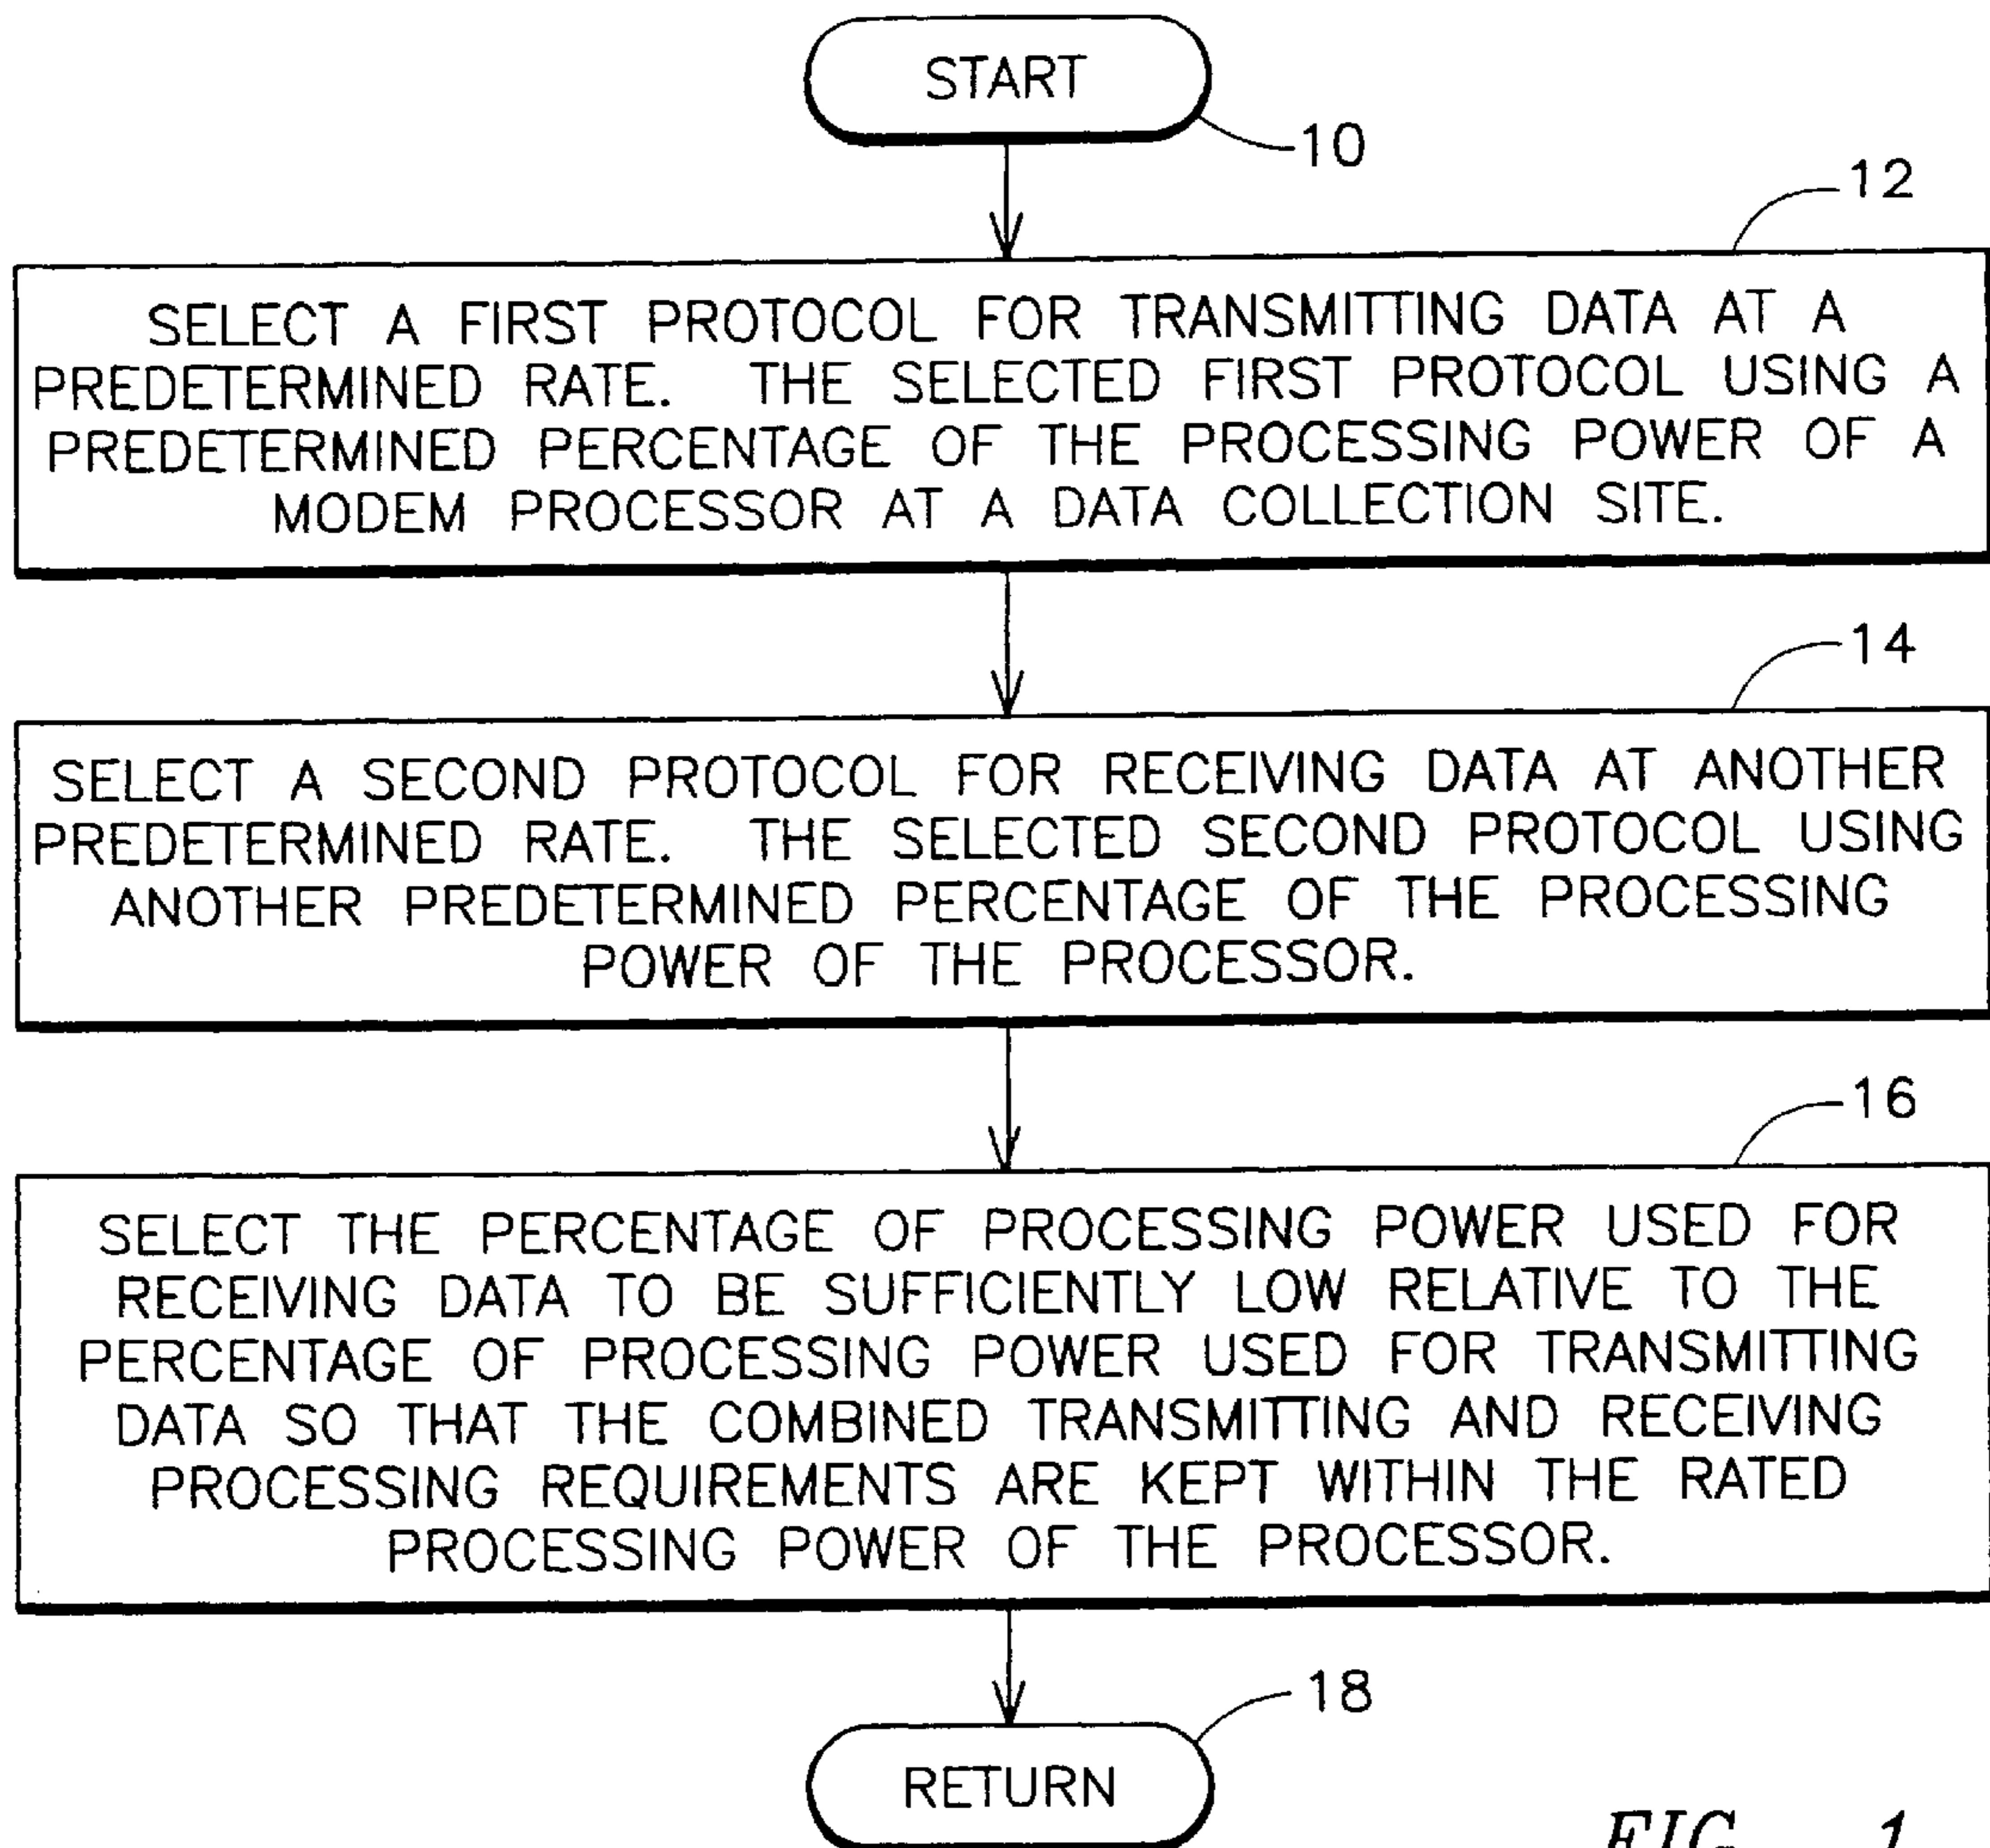 START
10
12
SELECT A FIRST PROTOCOL FOR TRANSMITTING DATA AT A
PREDETERMINED RATE. THE SELECTED FIRST PROTOCOL USING A
PREDETERMINED PERCENTAGE OF THE PROCESSING POWER OF A
MODEM PROCESSOR AT A DATA COLLECTION SITE.
14
SELECT A SECOND PROTOCOL FOR RECEIVING DATA AT ANOTHER
PREDETERMINED RATE. THE SELECTED SECOND PROTOCOL USING
ANOTHER PREDETERMINED PERCENTAGE OF THE PROCESSING
POWER OF THE PROCESSOR.
16
SELECT THE PERCENTAGE OF PROCESSING POWER USED FOR
RECEIVING DATA TO BE SUFFICIENTLY LOW RELATIVE TO THE
PERCENTAGE OF PROCESSING POWER USED FOR TRANSMITTING
DATA SO THAT THE COMBINED TRANSMITTING AND RECEIVING
PROCESSING REQUIREMENTS ARE KEPT WITHIN THE RATED
PROCESSING POWER OF THE PROCESSOR.
18
RETURN
FIG. 1